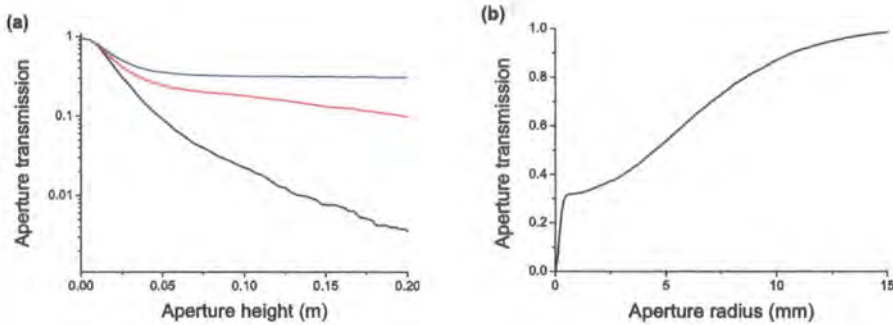 (a)
Aperture transmission
1
0.1
0.01
0.00 0.05 0.10 0.15 0.20
Aperture height (m)
(b)
Aperture transmission
1.0
0.8
0.6
0.4
0.2
0.0
0 5 10 15
Aperture radius (mm)